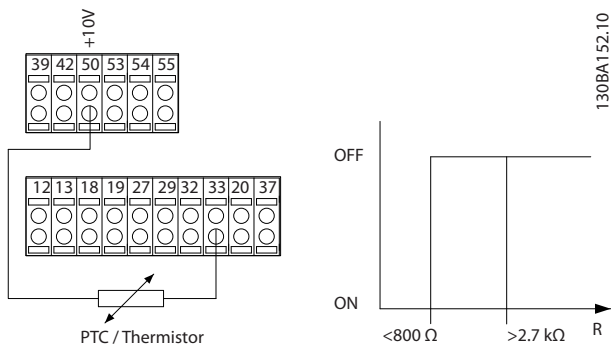 +10V
39 42 50 53 54 55
12 13 18 19 27 29 32 33 20 37
PTC / Thermistor
OFF
ON
<800 Ω
>2.7 kΩ
R
130BA152.10